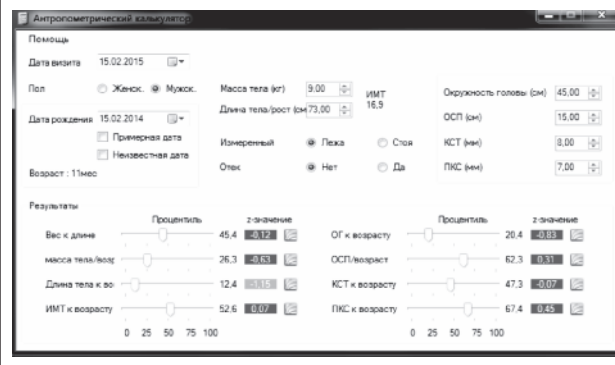 Антропометрический калькулятор
Помощь
Дата визита 15.02.2015
Пол Женск. Мужск.
Дата рождения 15.02.2014
Примерная дата
Неизвестная дата
Возраст : 11мес
Масса тела (кг) 9,00
Длина тела/рост (см 73,00
ИМТ
16,9
Измеренный Лежа Стоя
Отек Нет Да
Окружность головы (см) 45,00
ОСП (см) 15,00
КСТ (мм) 8,00
ПКС (мм) 7,00
Результаты
Процентиль z-значение
Вес к длине 45,4 -0,12
масса тела/возр 26,3 -0,63
Длина тела к во 12,4 -1,15
ИМТ к возрасту 52,6 0,07
0 25 50 75 100
Процентиль z-значение
ОГ к возрасту 20,4 -0,83
ОСП/возраст 62,3 0,31
КСТ к возрасту 47,3 -0,07
ПКС к возрасту 67,4 0,45
0 25 50 75 100